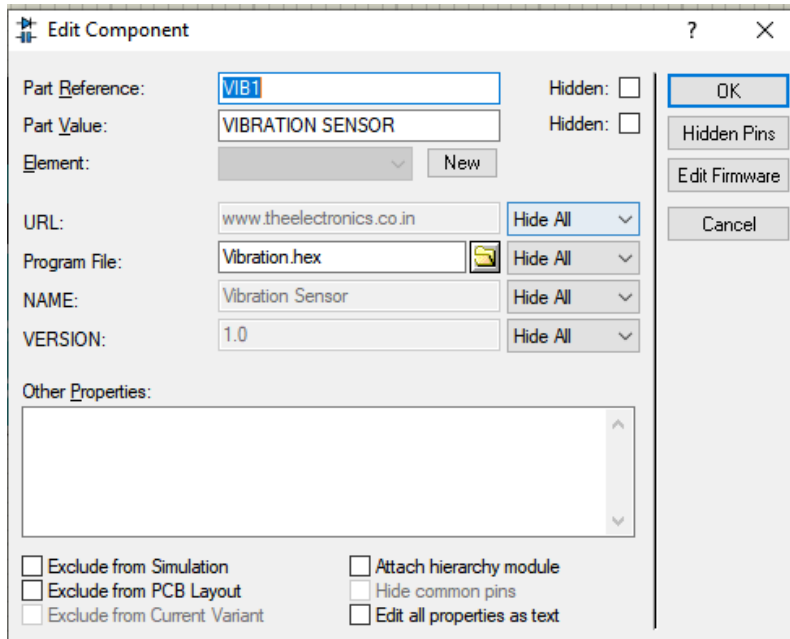 Edit Component
?
Part Reference: VIB1 Hidden: OK
Part Value: VIBRATION SENSOR Hidden: Hidden Pins
Element: New Edit Firmware
URL: www.theelectronics.co.in Hide All Cancel
Program File: Vibration.hex Hide All
NAME: Vibration Sensor Hide All
VERSION: 1.0 Hide All
Other Properties:
Exclude from Simulation Attach hierarchy module
Exclude from PCB Layout Hide common pins
Exclude from Current Variant Edit all properties as text